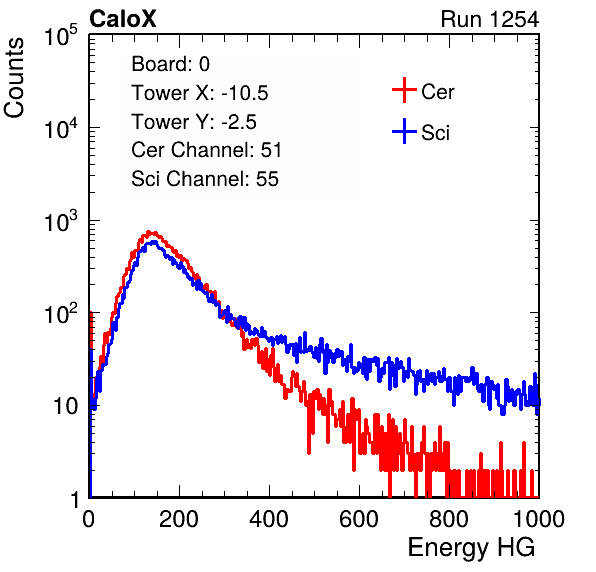 CaloX Run 1254
Counts
10^5
10^4
10^3
10^2
10
1
Board: 0
Tower X: -10.5
Tower Y: -2.5
Cer Channel: 51
Sci Channel: 55
Cer
Sci
0 200 400 600 800 1000
Energy HG